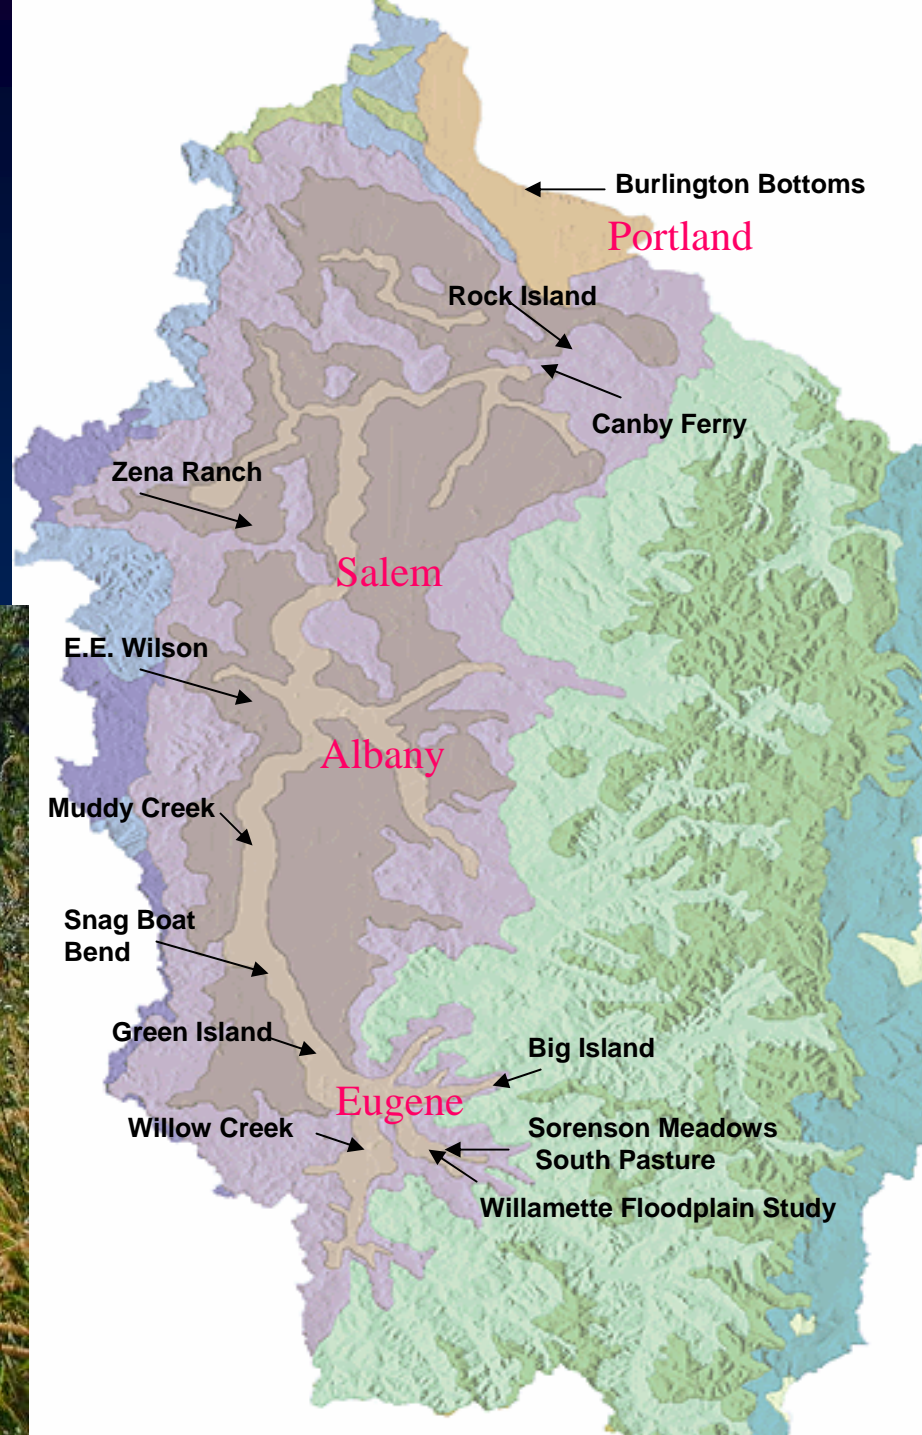 Burlington Bottoms
Portland
Rock Island
Canby Ferry
Zena Ranch
Salem
E.E. Wilson
Albany
Muddy Creek
Snag Boat
Bend
Green Island
Big Island
Eugene
Willow Creek
Sorenson Meadows
South Pasture
Willamette Floodplain Study